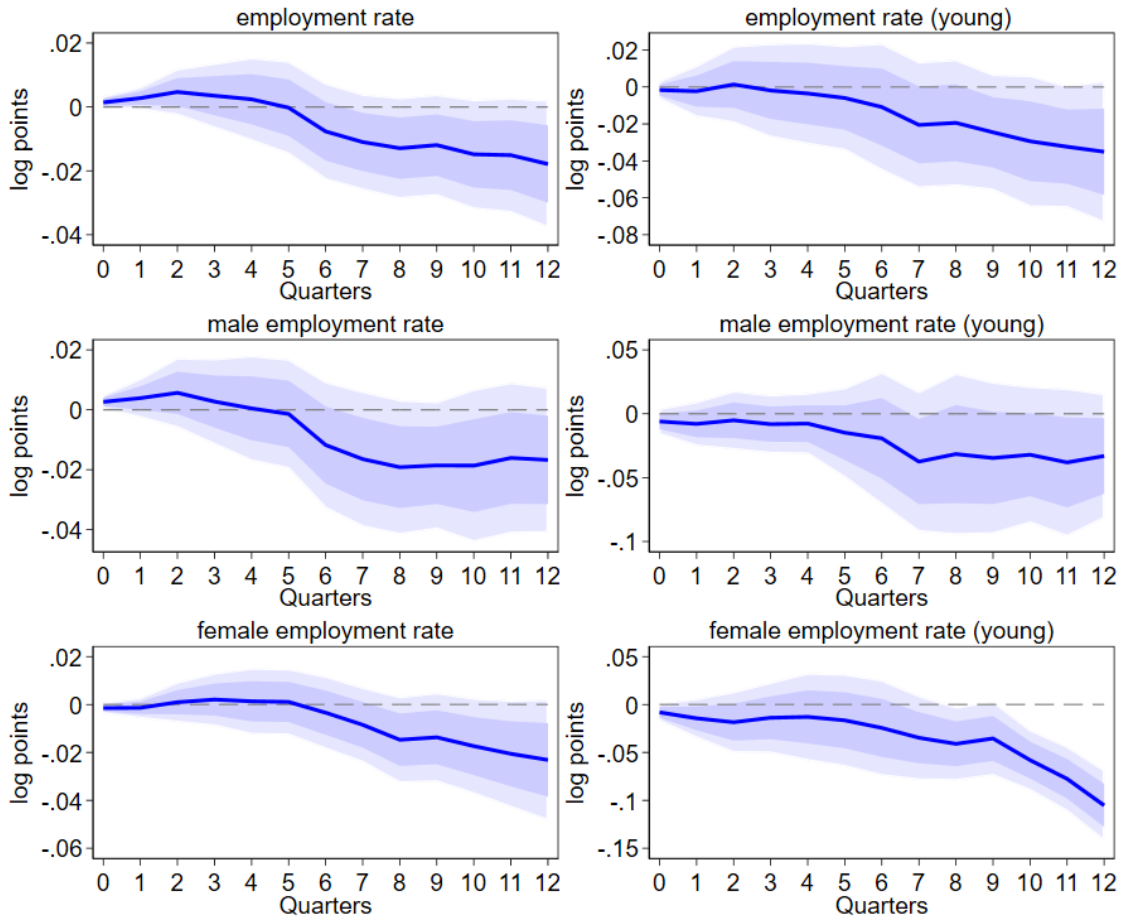 employment rate
.02
0
-.02
-.04
log points
0 1 2 3 4 5 6 7 8 9 10 11 12
Quarters
employment rate (young)
.02
0
-.02
-.04
-.06
-.08
log points
0 1 2 3 4 5 6 7 8 9 10 11 12
Quarters
male employment rate
.02
0
-.02
-.04
log points
0 1 2 3 4 5 6 7 8 9 10 11 12
Quarters
male employment rate (young)
.05
0
-.05
-.1
log points
0 1 2 3 4 5 6 7 8 9 10 11 12
Quarters
female employment rate
.02
0
-.02
-.04
-.06
log points
0 1 2 3 4 5 6 7 8 9 10 11 12
Quarters
female employment rate (young)
.05
0
-.05
-.1
-.15
log points
0 1 2 3 4 5 6 7 8 9 10 11 12
Quarters